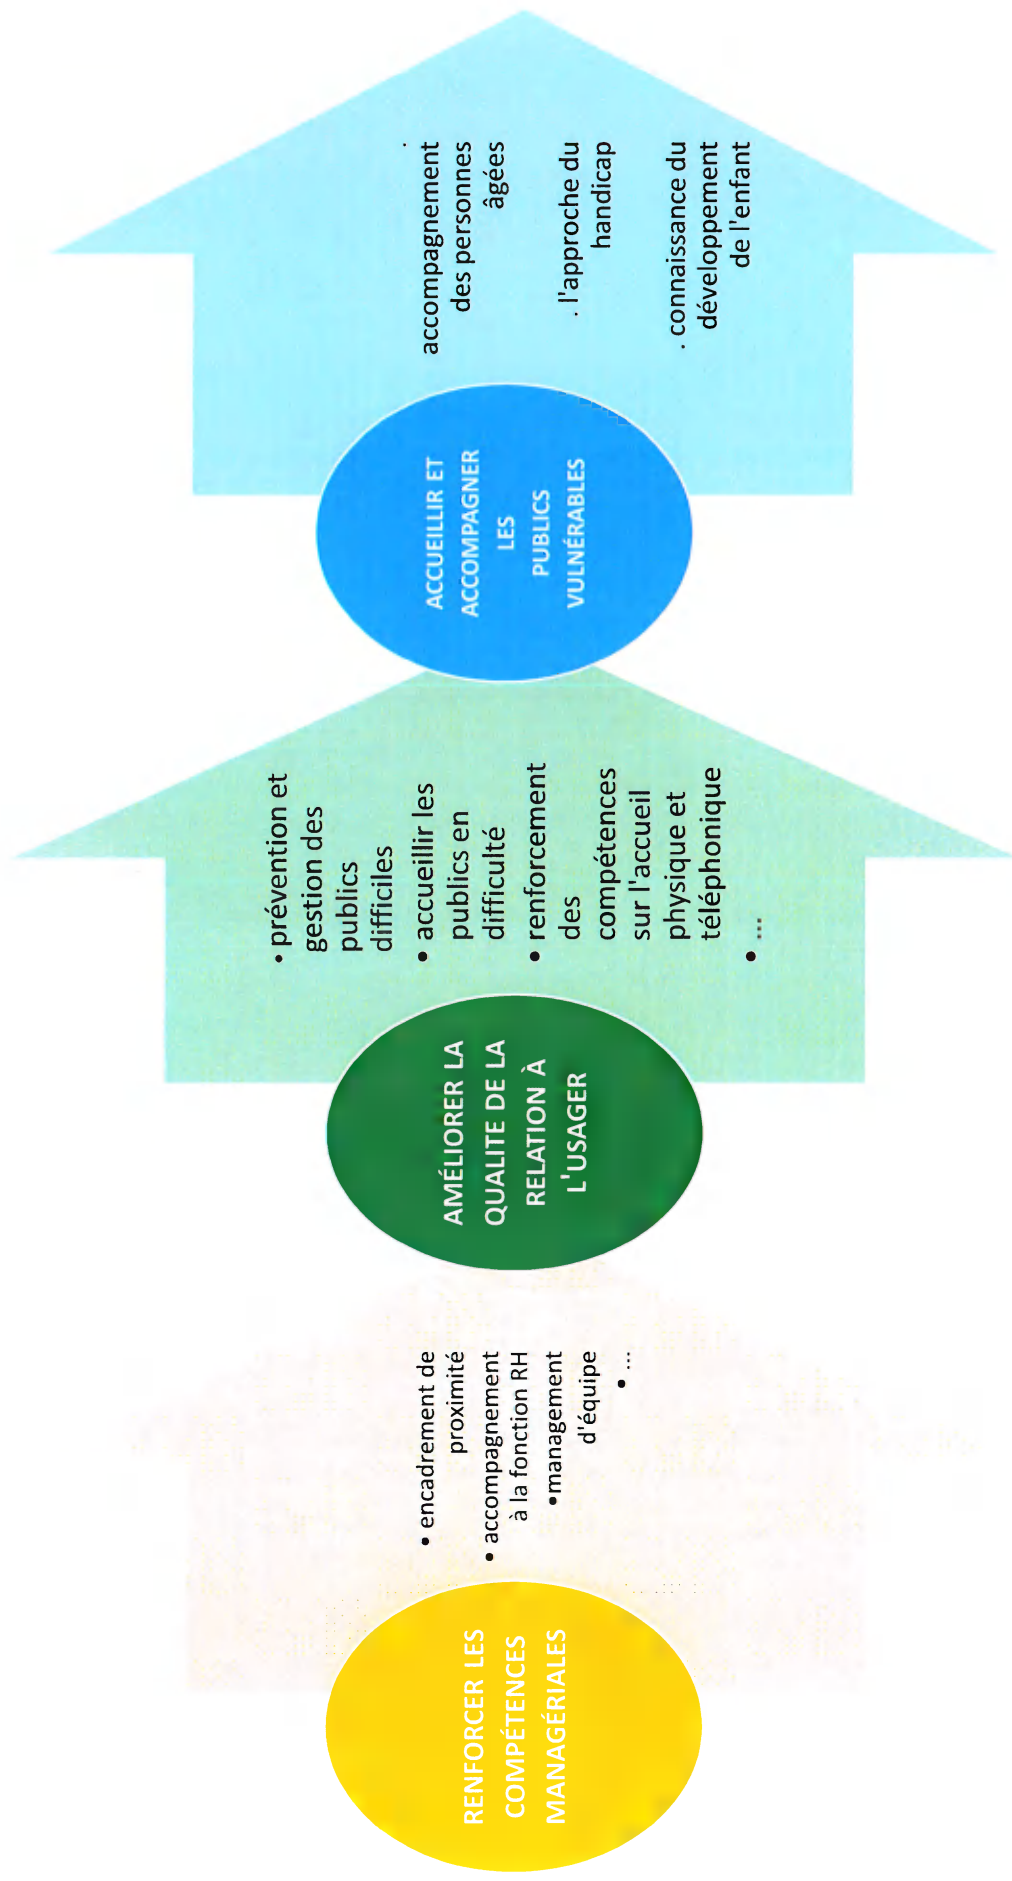 RENFORCER LES
COMPÉTENCES
MANAGÉRIALES
• encadrement de
proximité
• accompagnement
à la fonction RH
•management
d'équipe
• ...
AMÉLIORER LA
QUALITE DE LA
RELATION À
L'USAGER
• prévention et
gestion des
publics
difficiles
• accueillir les
publics en
difficulté
• renforcement
des
compétences
sur l'accueil
physique et
téléphonique
• ...
ACCUEILLIR ET
ACCOMPAGNER
LES
PUBLICS
VULNÉRABLES
.
accompagnement
des personnes
âgées
. l'approche du
handicap
. connaissance du
développement
de l'enfant